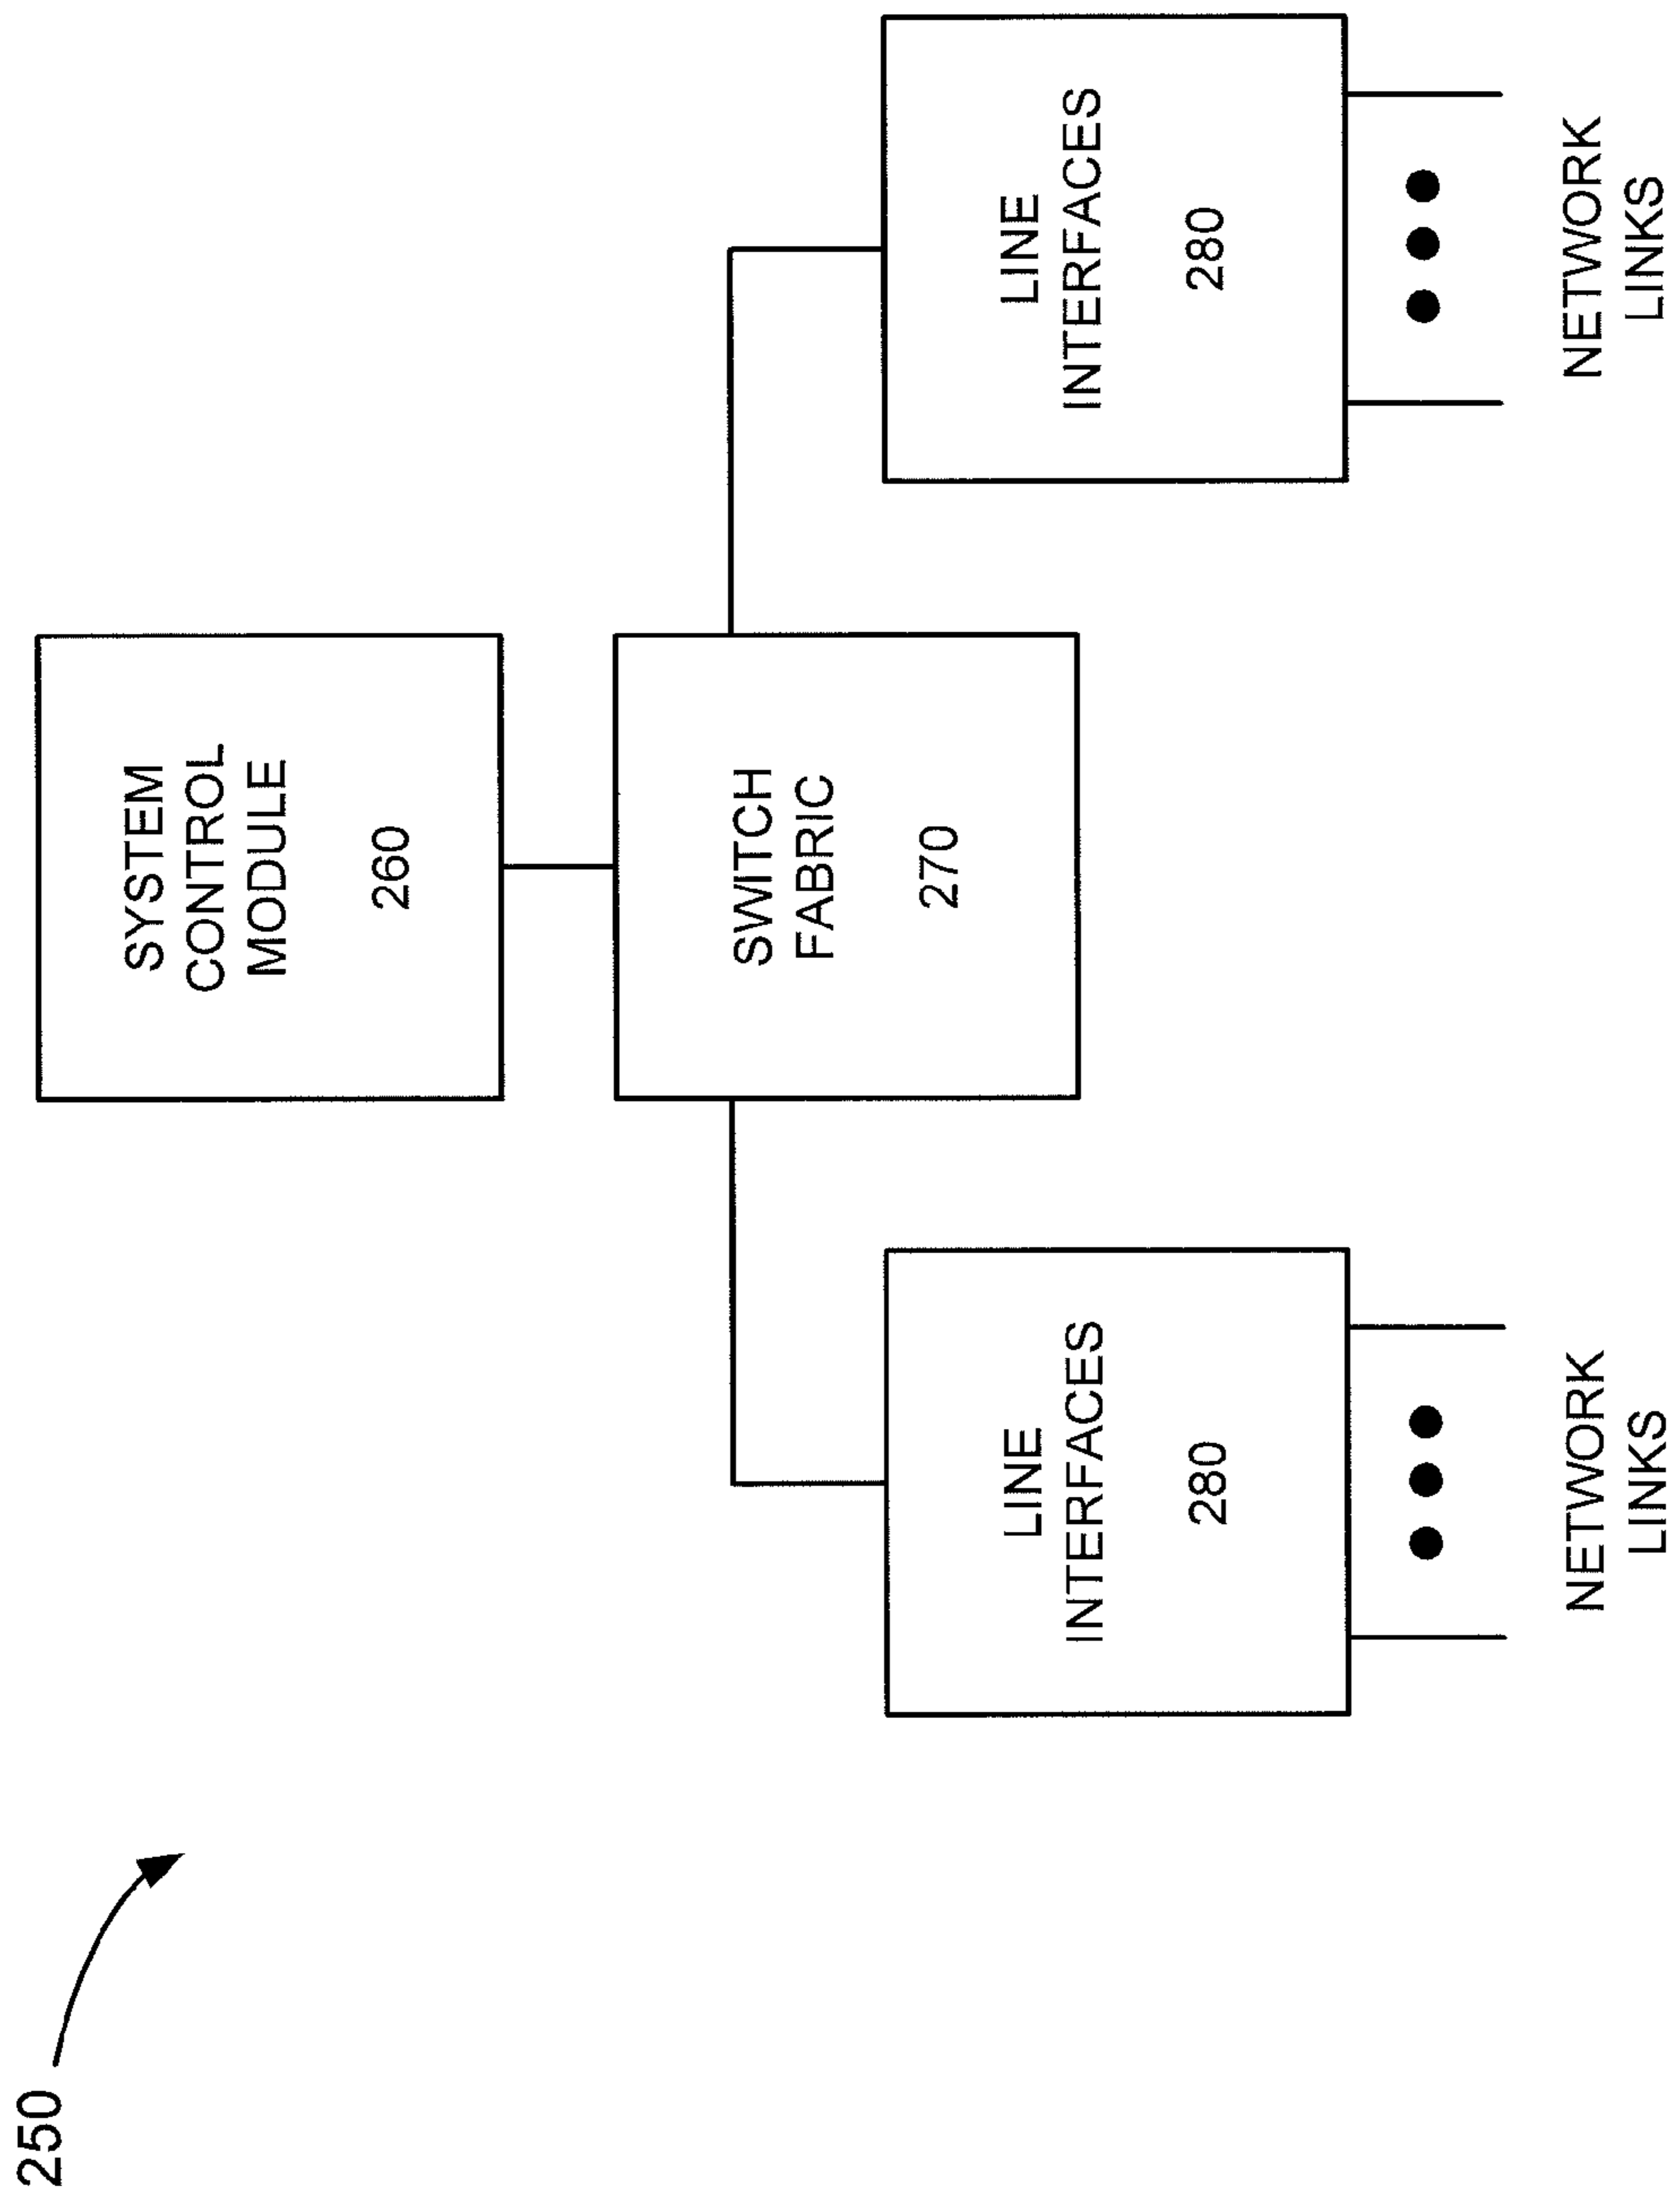 250
SYSTEM
CONTROL
MODULE
260
SWITCH
FABRIC
270
LINE
INTERFACES
280
NETWORK
LINKS
LINE
INTERFACES
280
NETWORK
LINKS